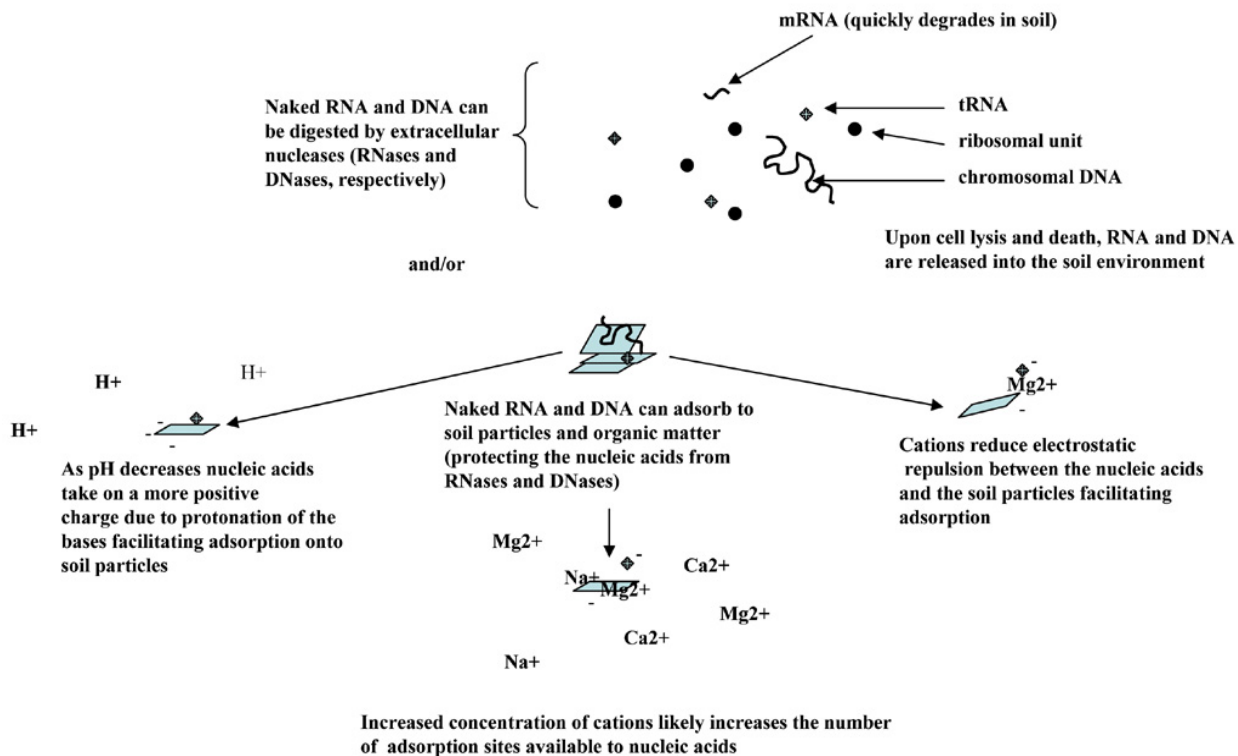 mRNA (quickly degrades in soil)
Naked RNA and DNA can
be digested by extracellular
nucleases (RNases and
DNases, respectively)
tRNA
ribosomal unit
chromosomal DNA
Upon cell lysis and death, RNA and DNA
are released into the soil environment
and/or
H+
H+
H+
-
-
-
As pH decreases nucleic acids
take on a more positive
charge due to protonation of the
bases facilitating adsorption onto
soil particles
Naked RNA and DNA can adsorb to
soil particles and organic matter
(protecting the nucleic acids from
RNases and DNases)
-
Mg2+
-
Cations reduce electrostatic
repulsion between the nucleic acids
and the soil particles facilitating
adsorption
Mg2+
-
Na+
Mg2+
-
Ca2+
Mg2+
Ca2+
Na+
Increased concentration of cations likely increases the number
of adsorption sites available to nucleic acids